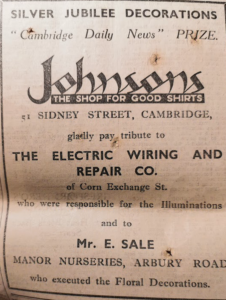 SILVER JUBILEE DECORATIONS
"Cambridge Daily News" PRIZE.
Johnsons
THE SHOP FOR GOOD SHIRTS
51 SIDNEY STREET, CAMBRIDGE,
gladly pay tribute to
THE ELECTRIC WIRING AND
REPAIR CO.
of Corn Exchange St.
who were responsible for the Illuminations
and to
Mr. E. SALE
MANOR NURSERIES, ARBURY ROAD
who executed the Floral Decorations.